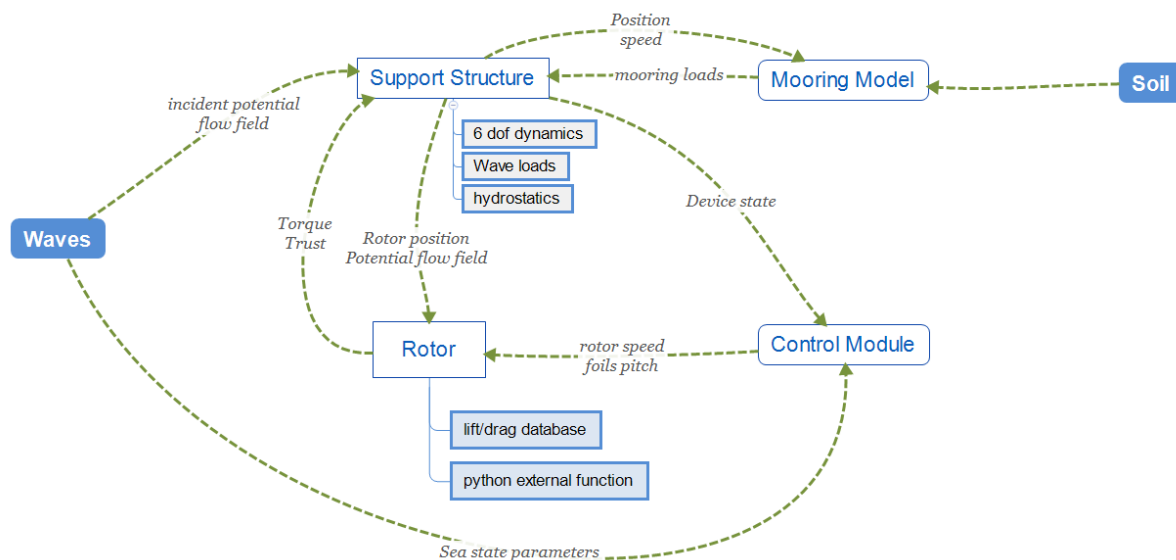 Position
speed
Support Structure
mooring loads
Mooring Model
Soil
incident potential
flow field
6 dof dynamics
Wave loads
hydrostatics
Device state
Waves
Torque
Trust
Rotor position
Potential flow field
Rotor
rotor speed
foils pitch
Control Module
lift/drag database
python external function
Sea state parameters